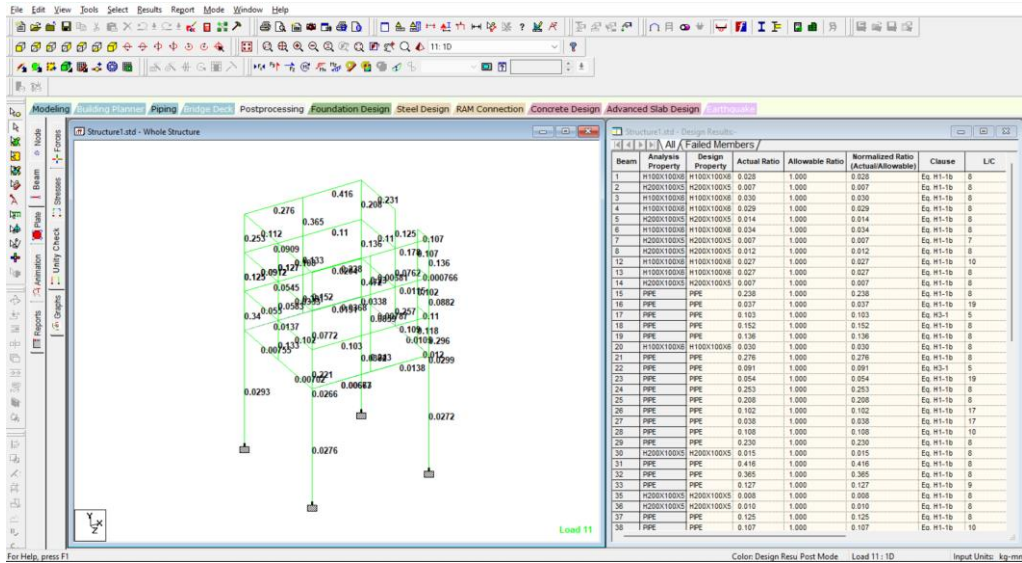 File Edit View Tools Select Results Report Mode Window Help
11: 1D
Modeling Building Planner Piping Bridge Deck Postprocessing Foundation Design Steel Design RAM Connection Concrete Design Advanced Slab Design Earthquake
Node
Beam
Plate
Animation
Reports
Forces
Stresses
Unity Check
Graphs
Structure1.std - Whole Structure
0.416
0.276
0.208
0.231
0.365
0.253
0.112
0.11
0.11
0.125
0.107
0.0909
0.136
0.107
0.136
0.125
0.0545
0.000766
0.0882
0.34
0.0338
0.11
0.0137
0.0772
0.103
0.118
0.296
0.0299
0.00755
0.0138
0.221
0.00702
0.0293
0.0266
0.0272
0.0276
Y
X
Z
Load 11
Structure1.std - Design Results -
All Failed Members
Beam Analysis Property Design Property Actual Ratio Allowable Ratio Normalized Ratio (Actual/Allowable) Clause L/C
1 H100X100X6 H100X100X6 0.028 1.000 0.028 Eq. H1-1b 8
2 H200X100X5 H200X100X5 0.007 1.000 0.007 Eq. H1-1b 8
3 H100X100X6 H100X100X6 0.030 1.000 0.030 Eq. H1-1b 8
4 H100X100X6 H100X100X6 0.029 1.000 0.029 Eq. H1-1b 8
5 H200X100X5 H200X100X5 0.014 1.000 0.014 Eq. H1-1b 8
6 H100X100X6 H100X100X6 0.034 1.000 0.034 Eq. H1-1b 8
7 H200X100X5 H200X100X5 0.007 1.000 0.007 Eq. H1-1b 7
8 H200X100X5 H200X100X5 0.012 1.000 0.012 Eq. H1-1b 8
12 H100X100X6 H100X100X6 0.027 1.000 0.027 Eq. H1-1b 10
13 H100X100X6 H100X100X6 0.027 1.000 0.027 Eq. H1-1b 8
14 H200X100X5 H200X100X5 0.007 1.000 0.007 Eq. H1-1b 8
15 PIPE PIPE 0.238 1.000 0.238 Eq. H1-1b 8
16 PIPE PIPE 0.037 1.000 0.037 Eq. H1-1b 19
17 PIPE PIPE 0.103 1.000 0.103 Eq. H3-1 5
18 PIPE PIPE 0.152 1.000 0.152 Eq. H1-1b 8
19 PIPE PIPE 0.136 1.000 0.136 Eq. H1-1b 8
20 H100X100X6 H100X100X6 0.030 1.000 0.030 Eq. H1-1b 8
21 PIPE PIPE 0.276 1.000 0.276 Eq. H1-1b 8
22 PIPE PIPE 0.091 1.000 0.091 Eq. H3-1 5
23 PIPE PIPE 0.054 1.000 0.054 Eq. H1-1b 19
24 PIPE PIPE 0.253 1.000 0.253 Eq. H1-1b 8
25 PIPE PIPE 0.208 1.000 0.208 Eq. H1-1b 8
26 PIPE PIPE 0.102 1.000 0.102 Eq. H1-1b 17
27 PIPE PIPE 0.038 1.000 0.038 Eq. H1-1b 17
28 PIPE PIPE 0.108 1.000 0.108 Eq. H1-1b 10
29 PIPE PIPE 0.230 1.000 0.230 Eq. H1-1b 8
30 H200X100X5 H200X100X5 0.015 1.000 0.015 Eq. H1-1b 8
31 PIPE PIPE 0.416 1.000 0.416 Eq. H1-1b 8
32 PIPE PIPE 0.365 1.000 0.365 Eq. H1-1b 8
33 PIPE PIPE 0.127 1.000 0.127 Eq. H1-1b 9
35 H200X100X5 H200X100X5 0.008 1.000 0.008 Eq. H1-1b 8
36 H200X100X5 H200X100X5 0.010 1.000 0.010 Eq. H1-1b 8
37 PIPE PIPE 0.125 1.000 0.125 Eq. H1-1b 8
38 PIPE PIPE 0.107 1.000 0.107 Eq. H1-1b 10
For Help, press F1
Color: Design Resu Post Mode Load 11 : 1D Input Units: kg-mm